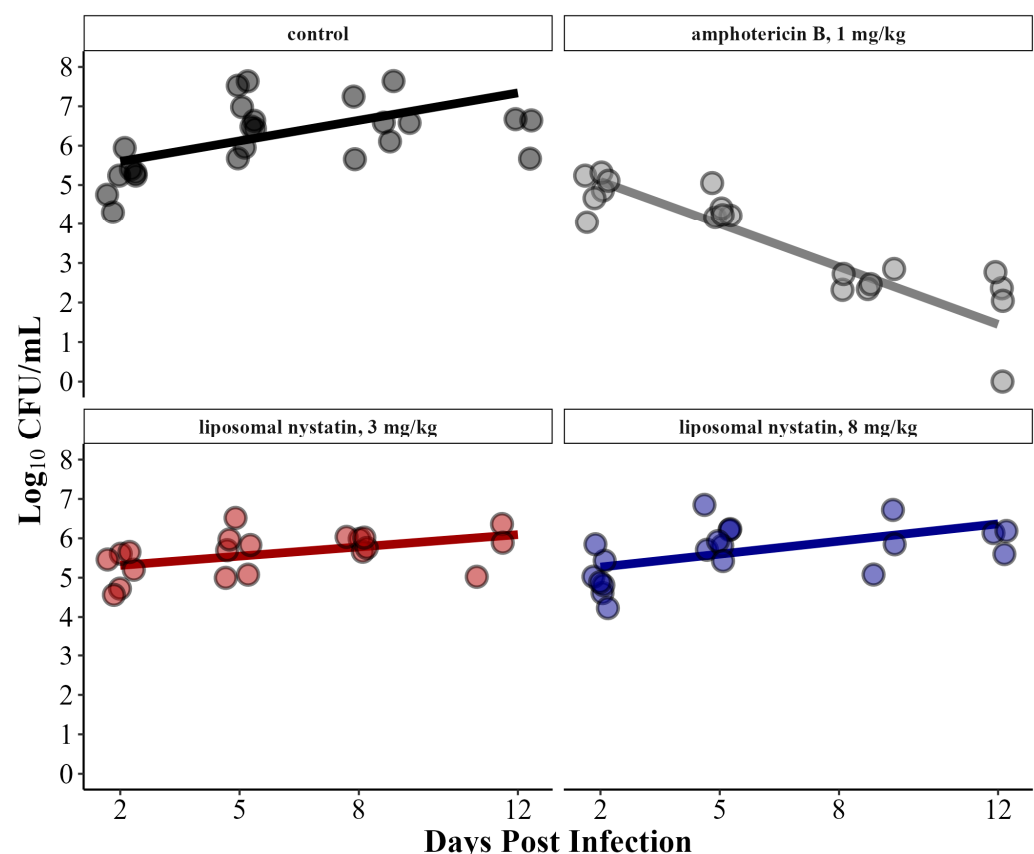 control
amphotericin B, 1 mg/kg
8
7
6
5
4
3
2
1
0
liposomal nystatin, 3 mg/kg
liposomal nystatin, 8 mg/kg
8
7
6
5
4
3
2
1
0
Log₁₀ CFU/mL
2 5 8 12
2 5 8 12
Days Post Infection